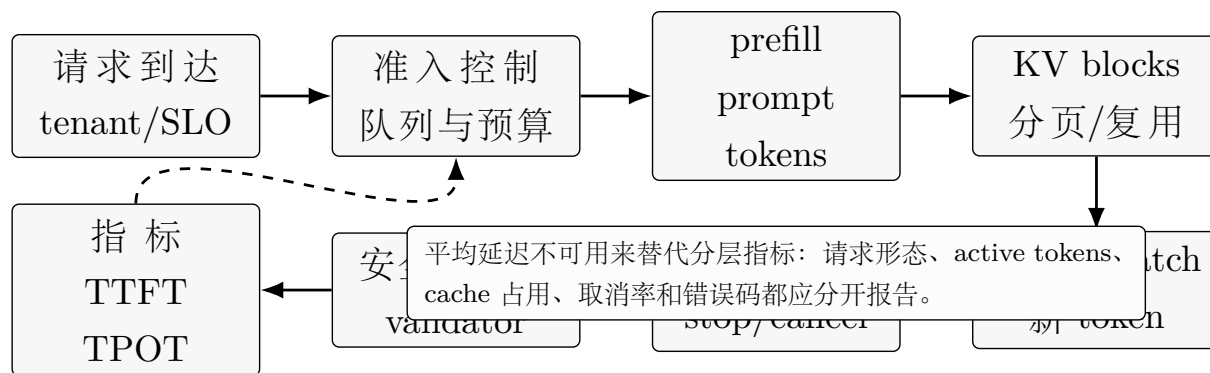 请求到达
tenant/SLO
准入控制
队列与预算
prefill
prompt
tokens
KV blocks
分页/复用
指标
TTFT
TPOT
平均延迟不可用来替代分层指标：请求形态、active tokens、
cache 占用、取消率和错误码都应分开报告。
安
validator
stop/cancel
atch
新 token